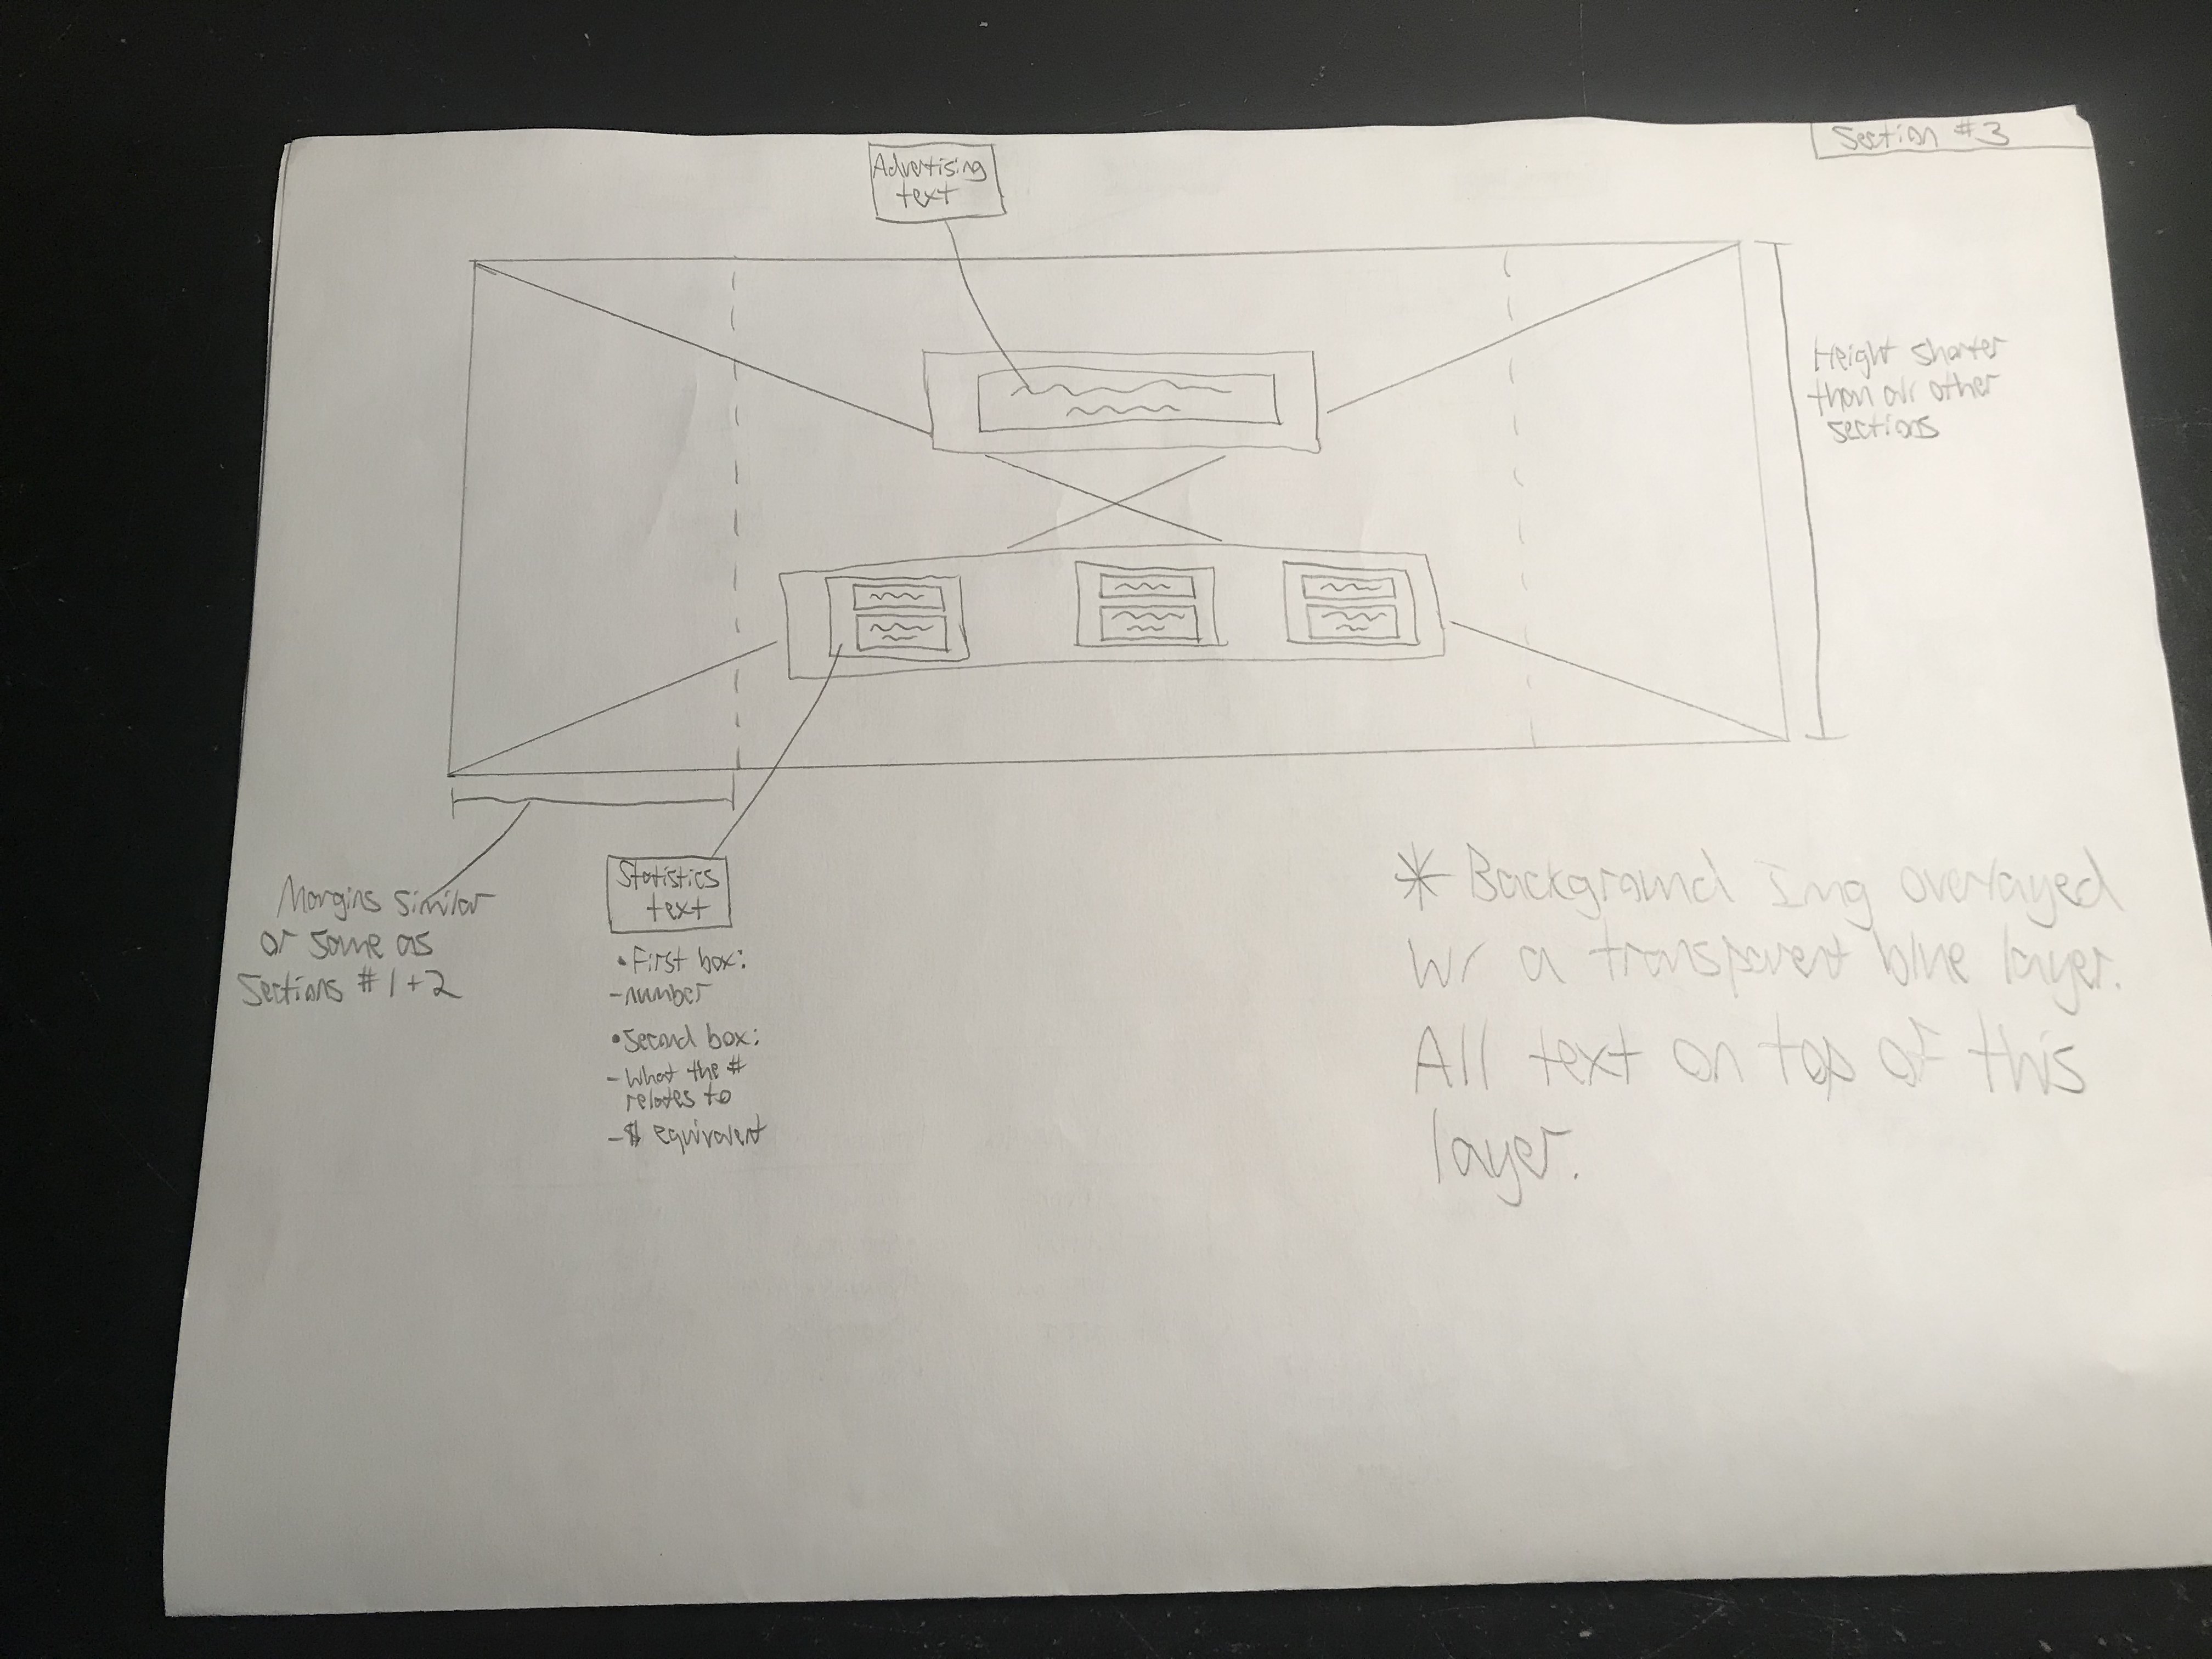 Section #3
Advertising
text
Height shorter
than all other
sections
Margins similar
or same as
Sections #1+2
Statistics
text
• First box:
- number
• Second box:
- What the #
relates to
- $ equivalent
* Background Img overlayed
w/ a transparent blue layer.
All text on top of this
layer.